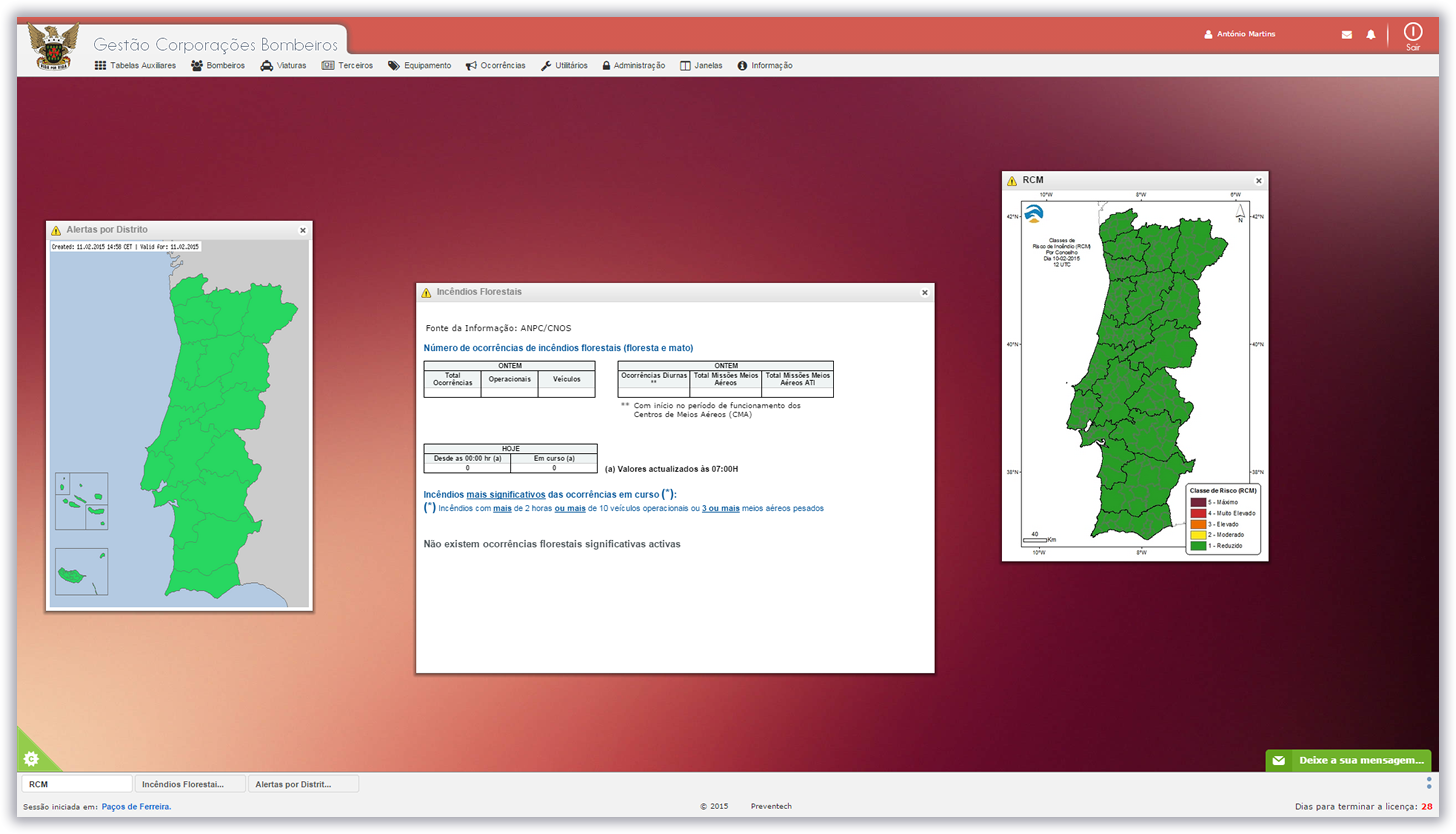 Gestão Corporações Bombeiros
António Martins
Sair
Tabelas Auxiliares
Bombeiros
Viaturas
Terceiros
Equipamento
Ocorrências
Utilitários
Administração
Janelas
Informação
Alertas por Distrito
Created: 11.02.2015 14:58 CET | Valid for: 11.02.2015
Incêndios Florestais
Fonte da Informação: ANPC/CNOS
Número de ocorrências de incêndios florestais (floresta e mato)
ONTEM
Total Ocorrências
Operacionais
Veículos
ONTEM
Ocorrências Diurnas **
Total Missões Meios Aéreos
Total Missões Meios Aéreos ATI
** Com início no período de funcionamento dos
Centros de Meios Aéreos (CMA)
HOJE
Desde as 00:00 hr (a)
Em curso (a)
0
0
(a) Valores actualizados às 07:00H
Incêndios mais significativos das ocorrências em curso (*):
(*) Incêndios com mais de 2 horas ou mais de 10 veículos operacionais ou 3 ou mais meios aéreos pesados
Não existem ocorrências florestais significativas activas
RCM
10°W
8°W
6°W
42°N
42°N
N
Classes de
Risco de Incêndio (RCM)
Por Concelho
Dia 10-02-2015
12 UTC
40°N
40°N
38°N
38°N
Classe de Risco (RCM)
5 - Máximo
4 - Muito Elevado
3 - Elevado
2 - Moderado
1 - Reduzido
40
Km
10°W
8°W
Deixe a sua mensagem...
RCM
Incêndios Florestai...
Alertas por Distrit...
Sessão iniciada em: Paços de Ferreira.
© 2015
Preventech
Dias para terminar a licença: 28